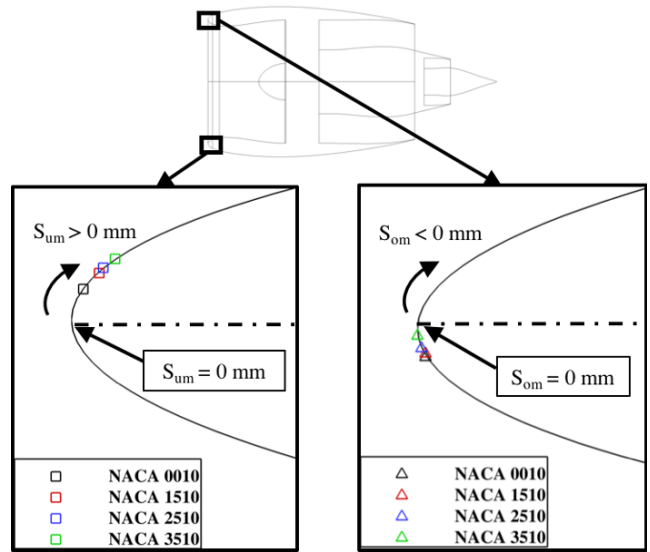 S_um > 0 mm
S_um = 0 mm
NACA 0010
NACA 1510
NACA 2510
NACA 3510
S_om < 0 mm
S_om = 0 mm
NACA 0010
NACA 1510
NACA 2510
NACA 3510